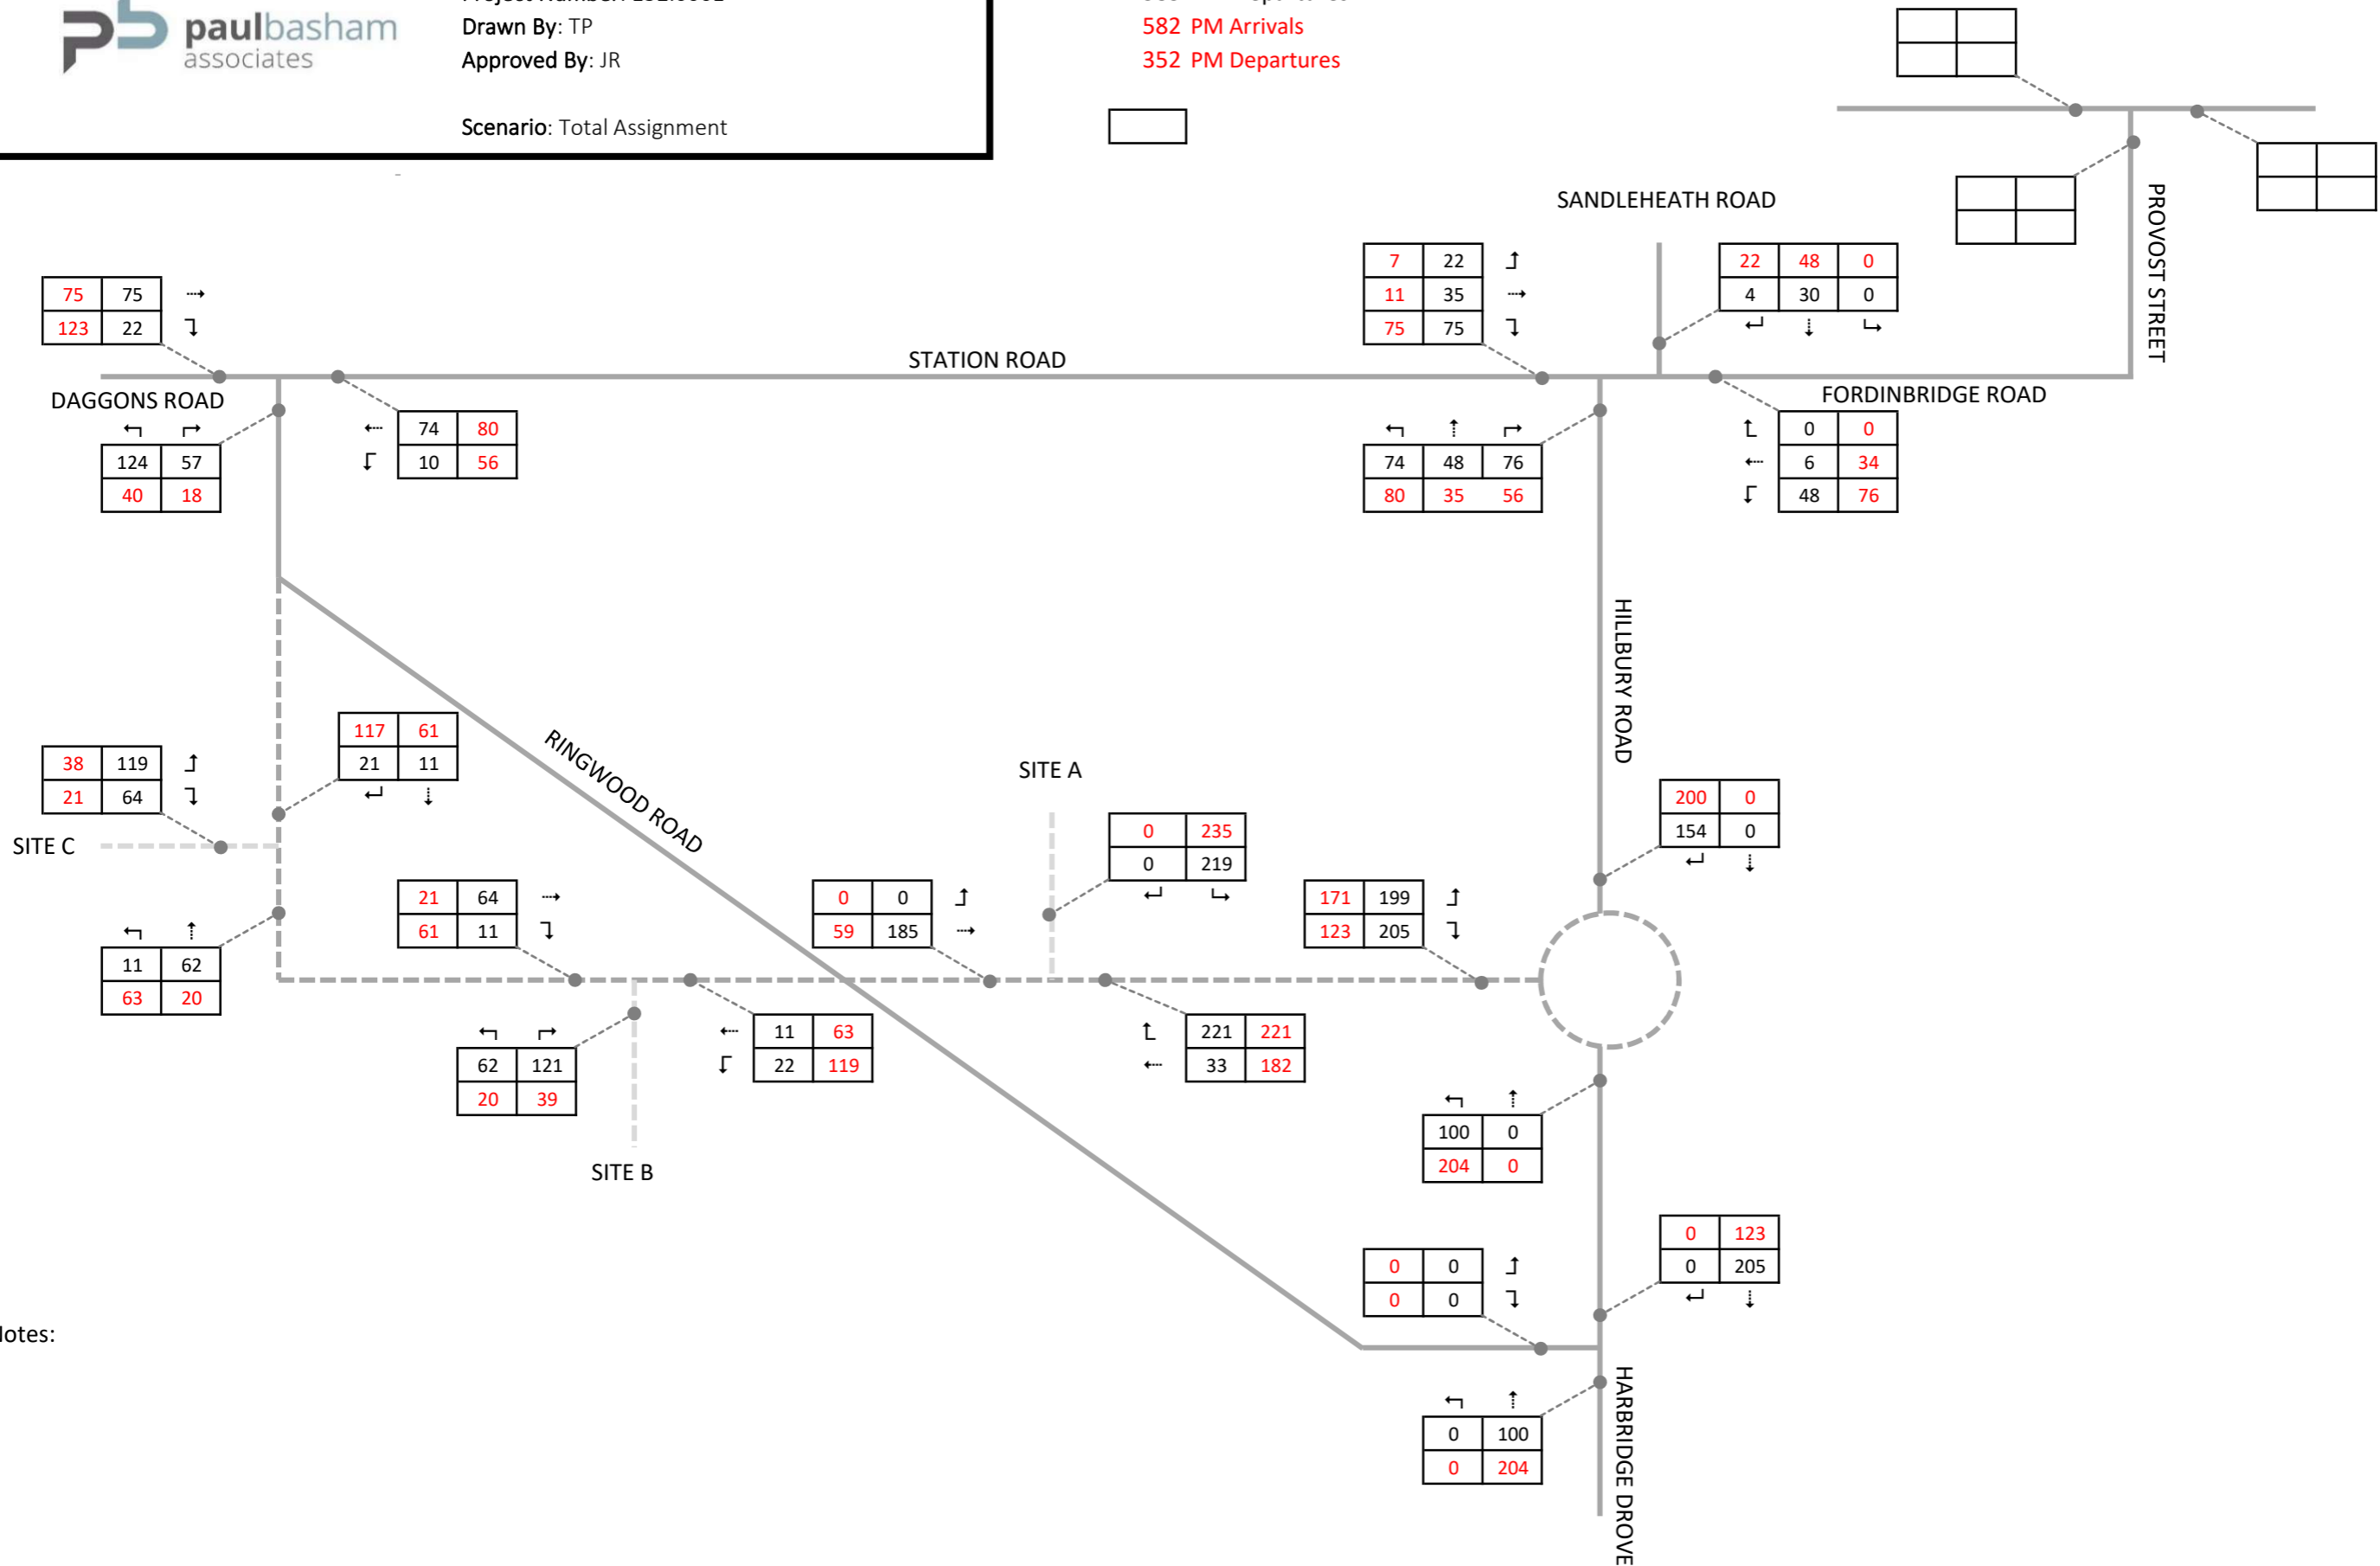 paulbasham
associates
Drawn By: TP
Approved By: JR
Scenario: Total Assignment
582 PM Arrivals
352 PM Departures
SANDLEHEATH ROAD
PROVOST STREET
7 22
11 35
75 75
22 48 0
4 30 0
75 75
123 22
STATION ROAD
DAGGONS ROAD
FORDINBRIDGE ROAD
74 80
10 56
124 57
40 18
74 48 76
80 35 56
0 0
6 34
48 76
HILLBURY ROAD
RINGWOOD ROAD
117 61
21 11
38 119
21 64
SITE C
SITE A
0 235
0 219
200 0
154 0
21 64
61 11
0 0
59 185
171 199
123 205
11 62
63 20
11 63
22 119
62 121
20 39
221 221
33 182
SITE B
100 0
204 0
0 123
0 205
0 0
0 0
Notes:
HARBRIDGE DROVE
0 100
0 204